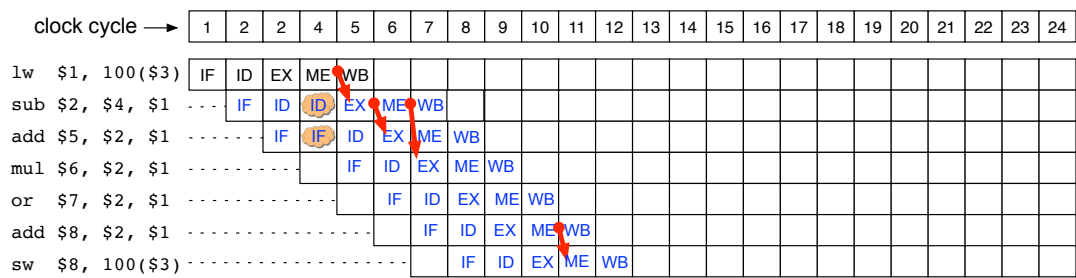 clock cycle 1 2 2 4 5 6 7 8 9 10 11 12 13 14 15 16 17 18 19 20 21 22 23 24
lw $1, 100($3) IF ID EX ME WB
sub $2, $4, $1 IF ID ID EX ME WB
add $5, $2, $1 IF IF ID EX ME WB
mul $6, $2, $1 IF ID EX ME WB
or $7, $2, $1 IF ID EX ME WB
add $8, $2, $1 IF ID EX ME WB
sw $8, 100($3) IF ID EX ME WB